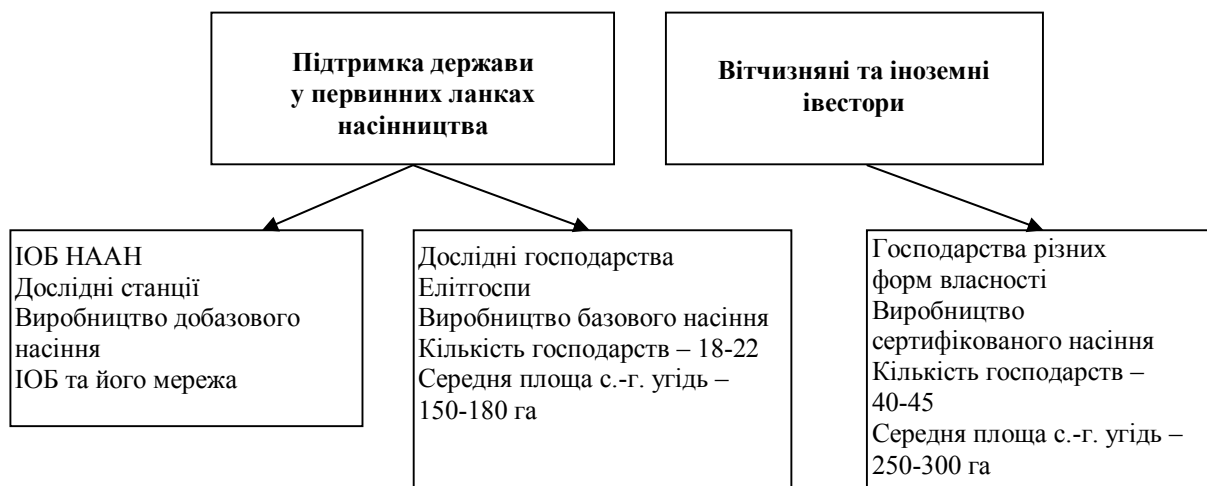 Підтримка держави
у первинних ланках
насінництва
Вітчизняні та іноземні
івестори
ІОБ НААН
Дослідні станції
Виробництво добазового
насіння
ІОБ та його мережа
Дослідні господарства
Елітгоспи
Виробництво базового насіння
Кількість господарств – 18-22
Середня площа с.-г. угідь –
150-180 га
Господарства різних
форм власності
Виробництво
сертифікованого насіння
Кількість господарств –
40-45
Середня площа с.-г. угідь –
250-300 га